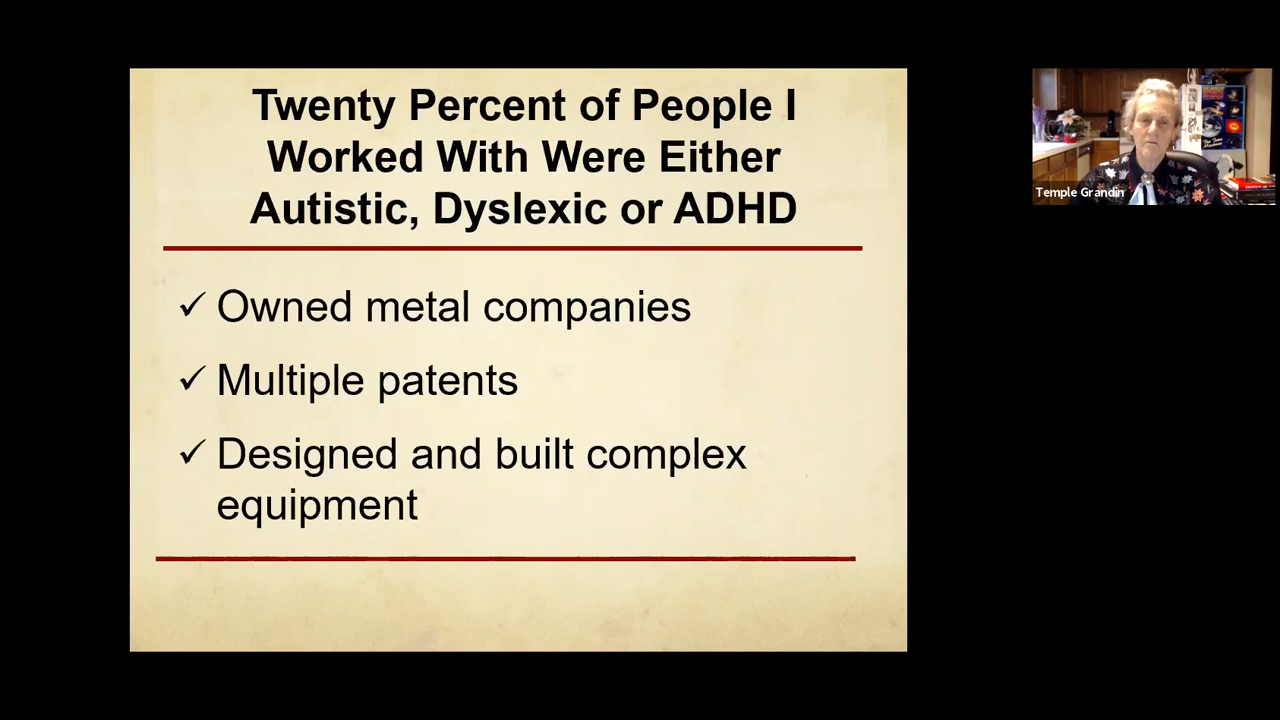 Twenty Percent of People I
Worked With Were Either
Autistic, Dyslexic or ADHD
✓ Owned metal companies
✓ Multiple patents
✓ Designed and built complex
equipment
Temple Grandin